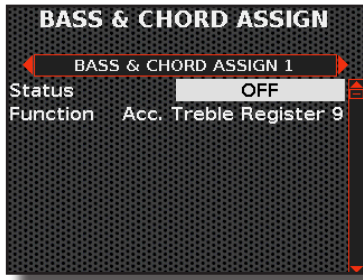 BASS & CHORD ASSIGN
BASS & CHORD ASSIGN 1
Status OFF
Function Acc. Treble Register 9